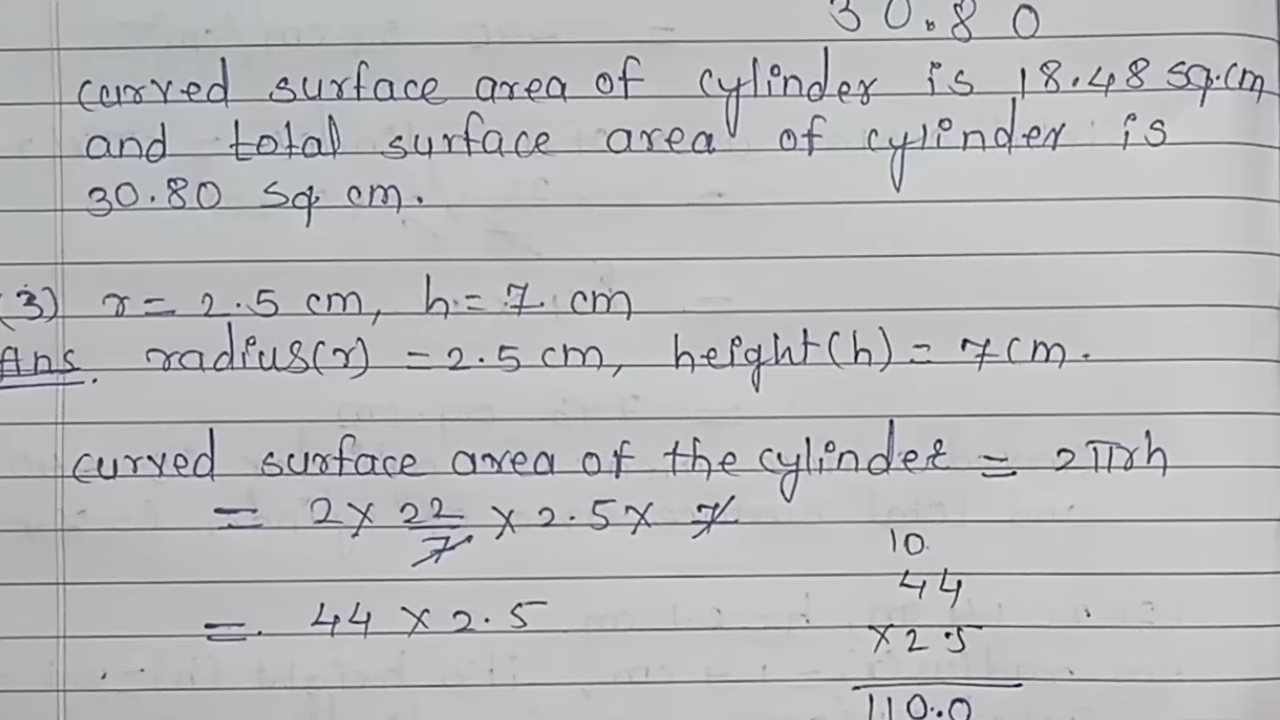 30.80
curved surface area of cylinder is 18.48 sq.cm
and total surface area of cylinder is
30.80 sq cm.
(3) r = 2.5 cm, h = 7 cm
Ans. radius(r) = 2.5 cm, height(h) = 7cm.
curved surface area of the cylinder = 2πrh
= 2 × 22/7 × 2.5 × 7
10
44
= 44 × 2.5
×2.5
110.0